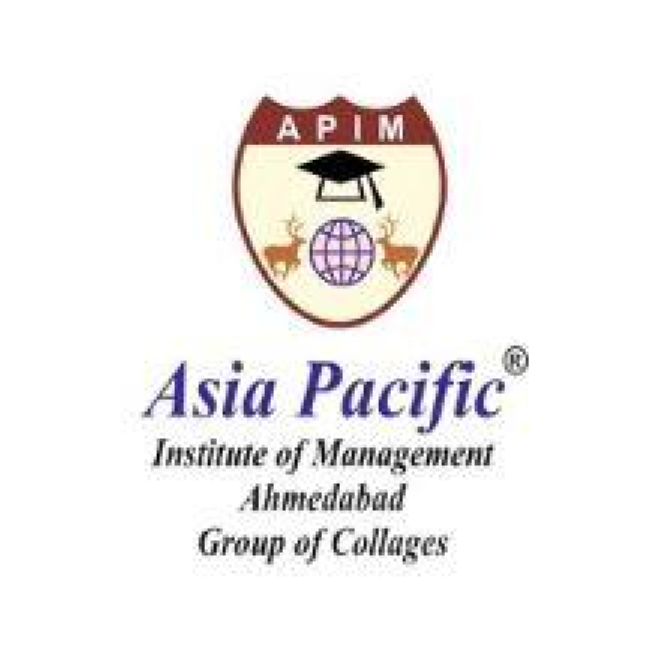 APIM
Asia Pacific®
Institute of Management
Ahmedabad
Group of Collages